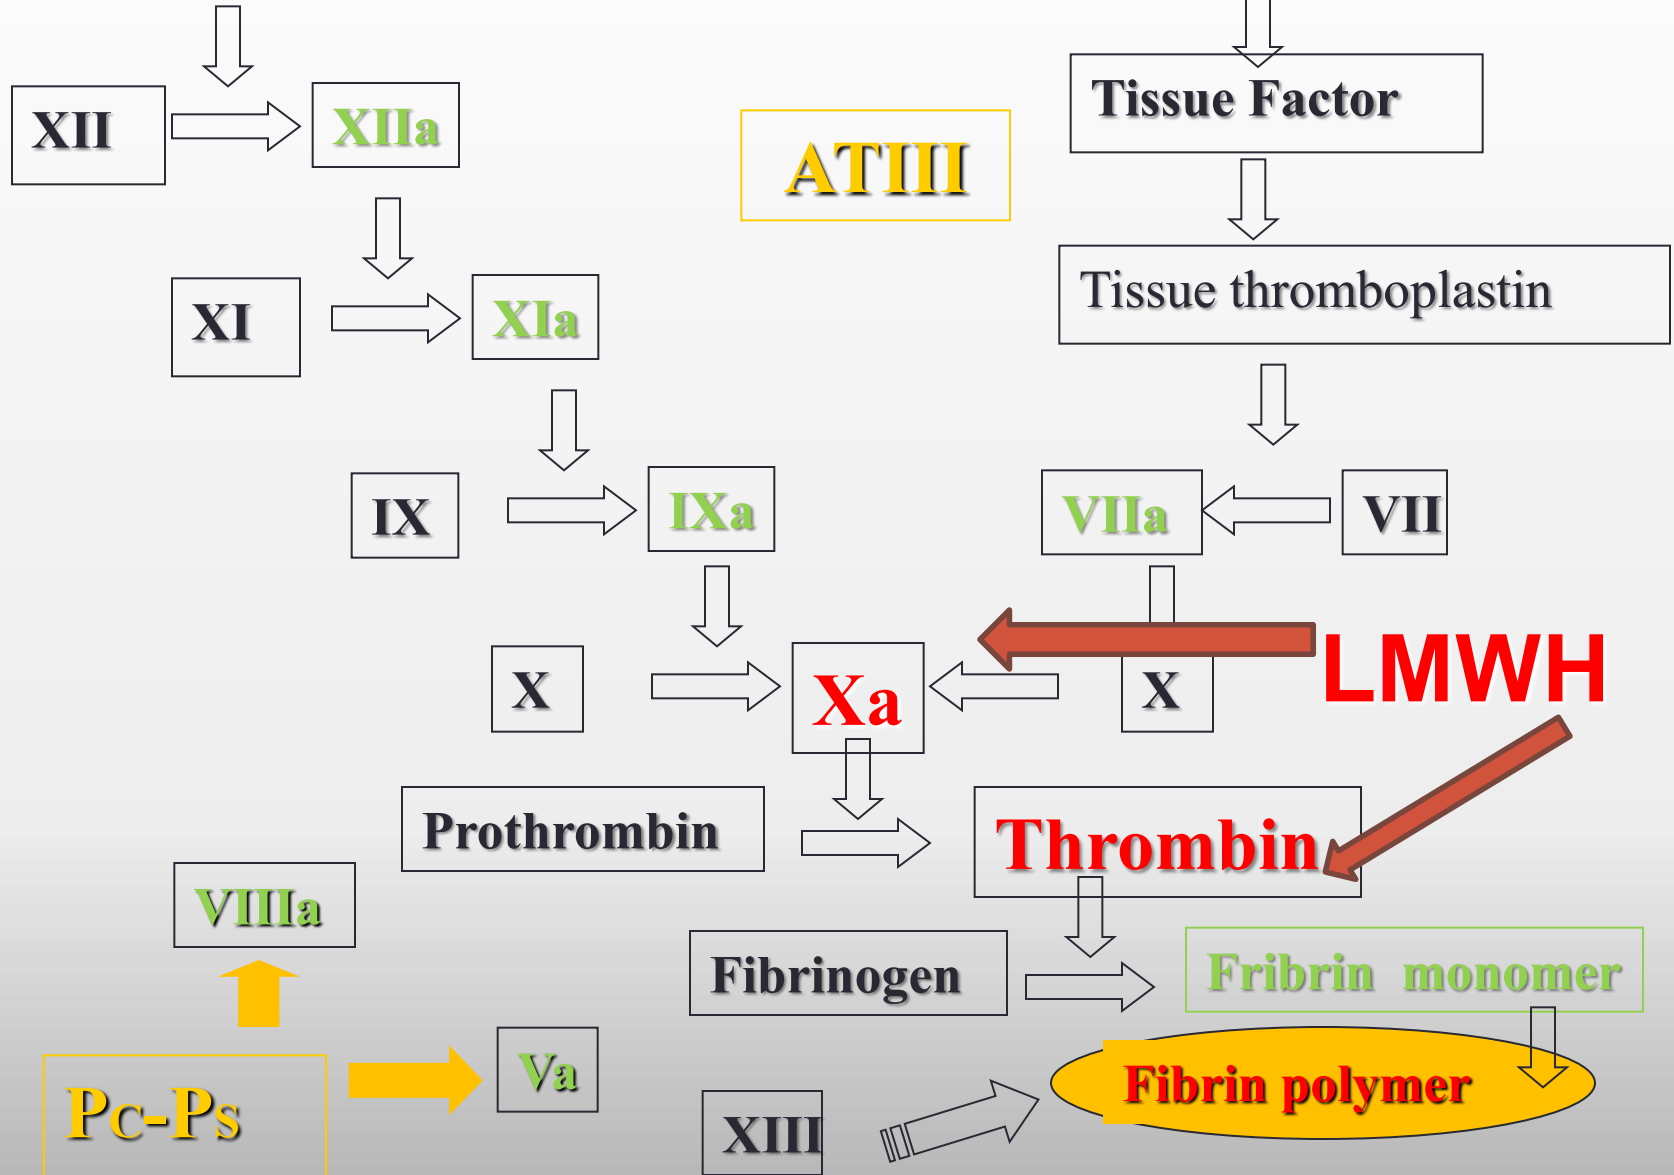 Tissue Factor
XII
XIIa
ATIII
Tissue thromboplastin
XI
XIa
IX
IXa
VIIa
VII
LMWH
X
Xa
X
Prothrombin
Thrombin
VIIIa
Fibrinogen
Fribrin monomer
Va
Fibrin polymer
Pc-Ps
XIII